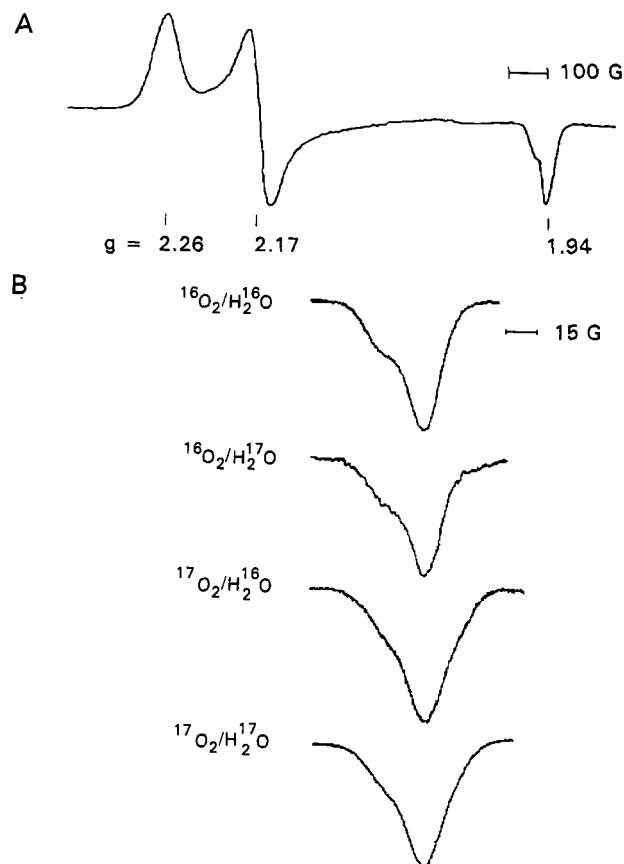 A
100 G
g = 2.26 2.17 1.94
B
¹⁶O₂/H₂¹⁶O
15 G
¹⁶O₂/H₂¹⁷O
¹⁷O₂/H₂¹⁶O
¹⁷O₂/H₂¹⁷O